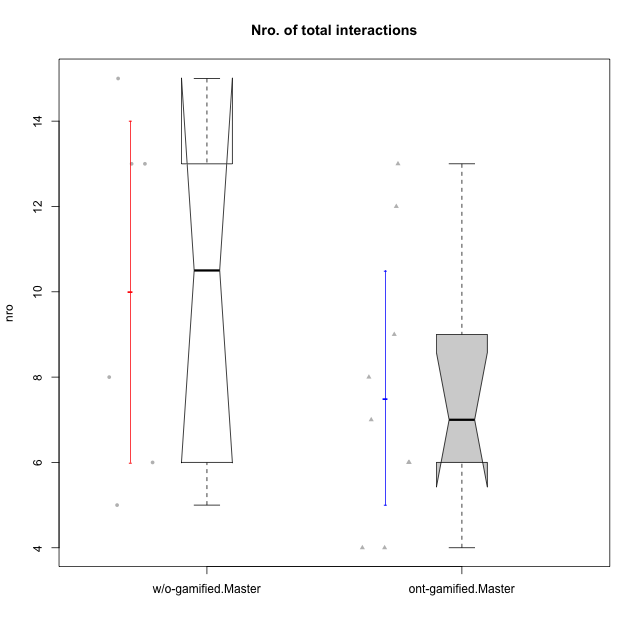 Nro. of total interactions
nro
14
12
10
8
6
4
w/o-gamified.Master
ont-gamified.Master